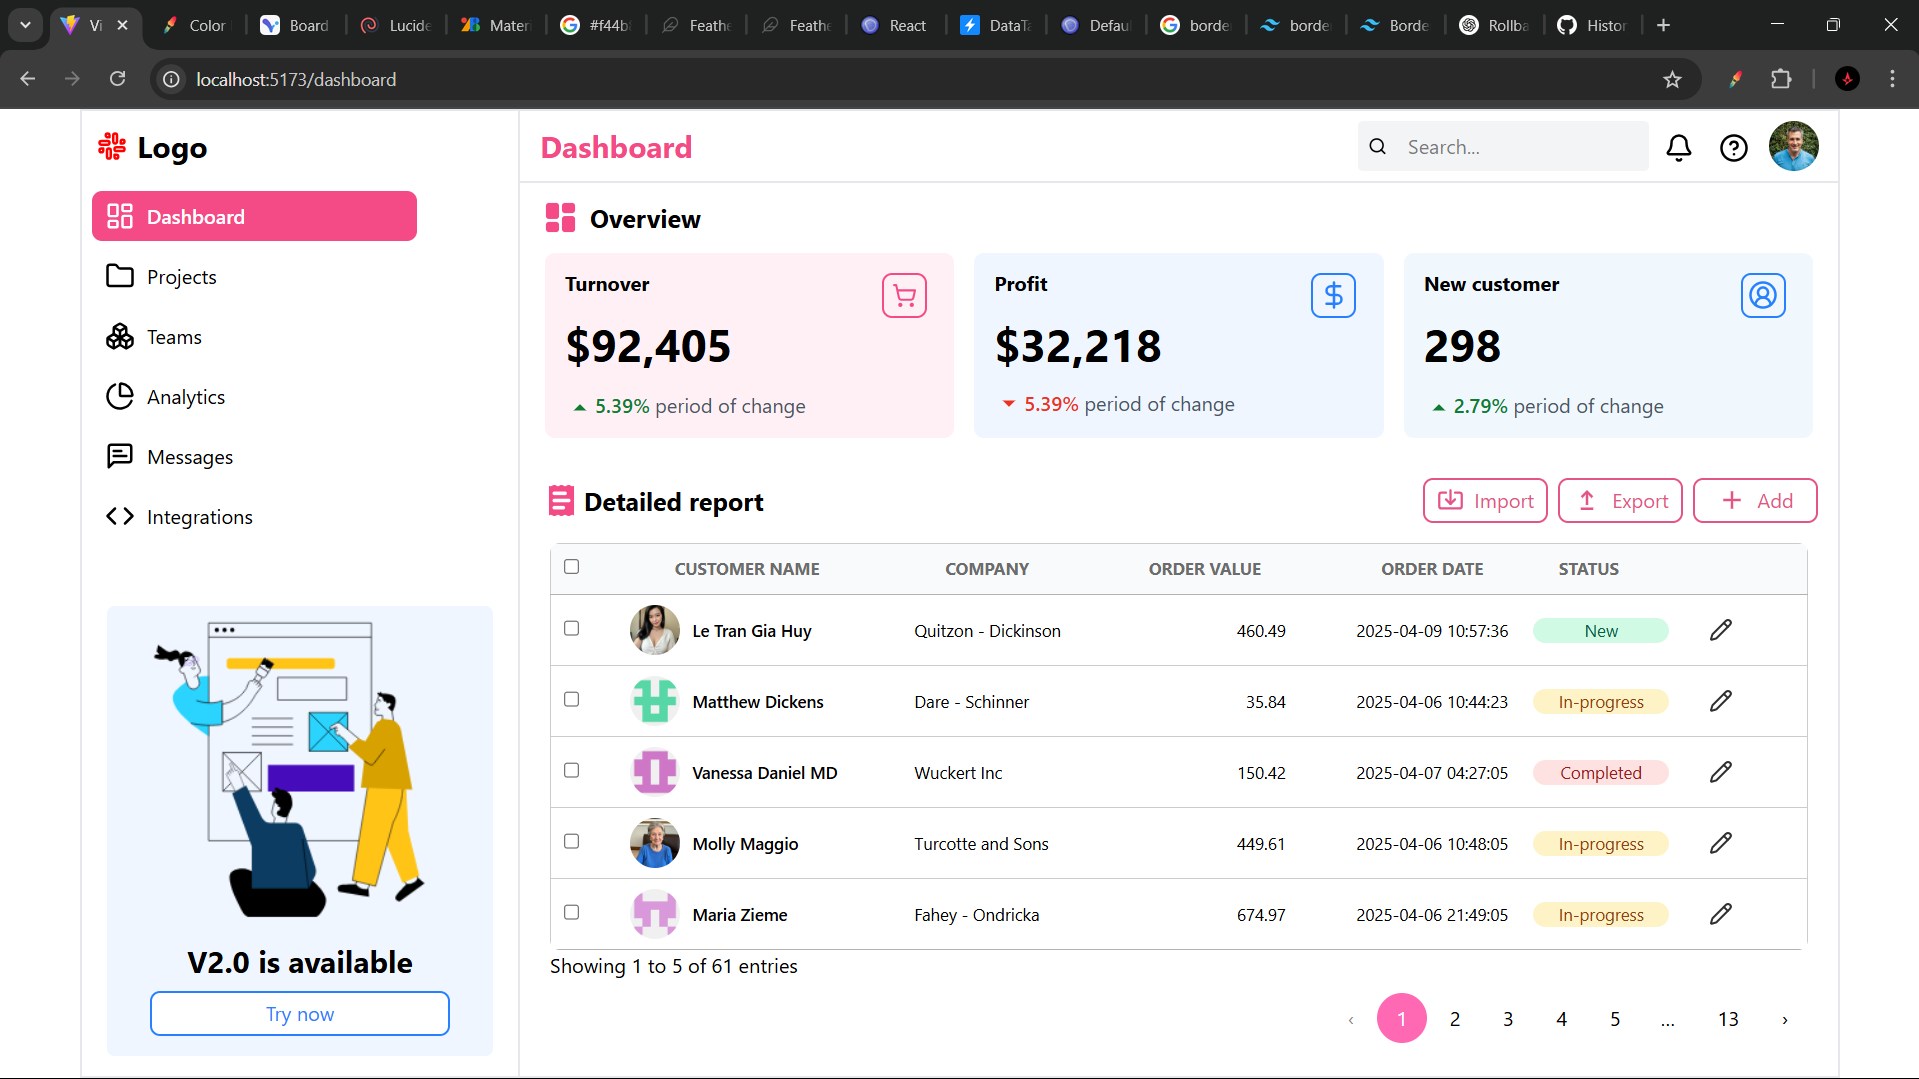 Vi
Color
Board
Lucide
Materi
#f44b8
Feathe
Feathe
React
DataTa
Defaul
borde
borde
Borde
Rollba
Histor
localhost:5173/dashboard
Logo
Dashboard
Search...
Dashboard
Projects
Teams
Analytics
Messages
Integrations
V2.0 is available
Try now
Overview
Turnover
$92,405
5.39% period of change
Profit
$32,218
5.39% period of change
New customer
298
2.79% period of change
Detailed report
Import
Export
Add
CUSTOMER NAME COMPANY ORDER VALUE ORDER DATE STATUS
Le Tran Gia Huy Quitzon - Dickinson 460.49 2025-04-09 10:57:36 New
Matthew Dickens Dare - Schinner 35.84 2025-04-06 10:44:23 In-progress
Vanessa Daniel MD Wuckert Inc 150.42 2025-04-07 04:27:05 Completed
Molly Maggio Turcotte and Sons 449.61 2025-04-06 10:48:05 In-progress
Maria Zieme Fahey - Ondricka 674.97 2025-04-06 21:49:05 In-progress
Showing 1 to 5 of 61 entries
‹ 1 2 3 4 5 ... 13 ›